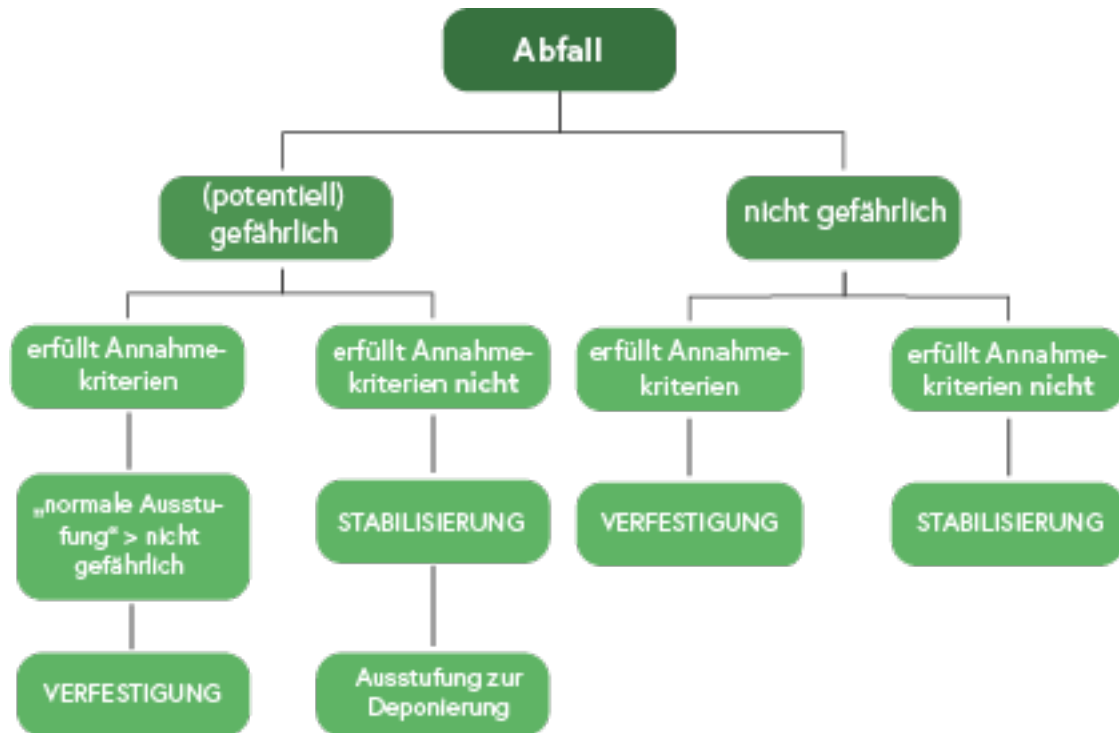 Abfall
(potentiell)
gefährlich
nicht gefährlich
erfüllt Annahme-
kriterien
erfüllt Annahme-
kriterien nicht
erfüllt Annahme-
kriterien
erfüllt Annahme-
kriterien nicht
„normale Ausstu-
fung“ > nicht
gefährlich
STABILISIERUNG
VERFESTIGUNG
STABILISIERUNG
VERFESTIGUNG
Ausstufung zur
Deponierung